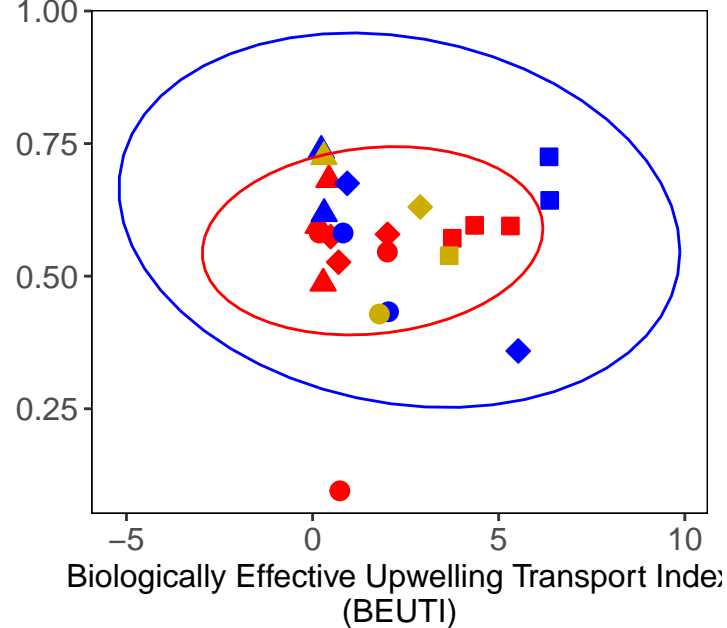 1.00
0.75
0.50
0.25
−5 0 5 10
Biologically Effective Upwelling Transport Index
(BEUTI)